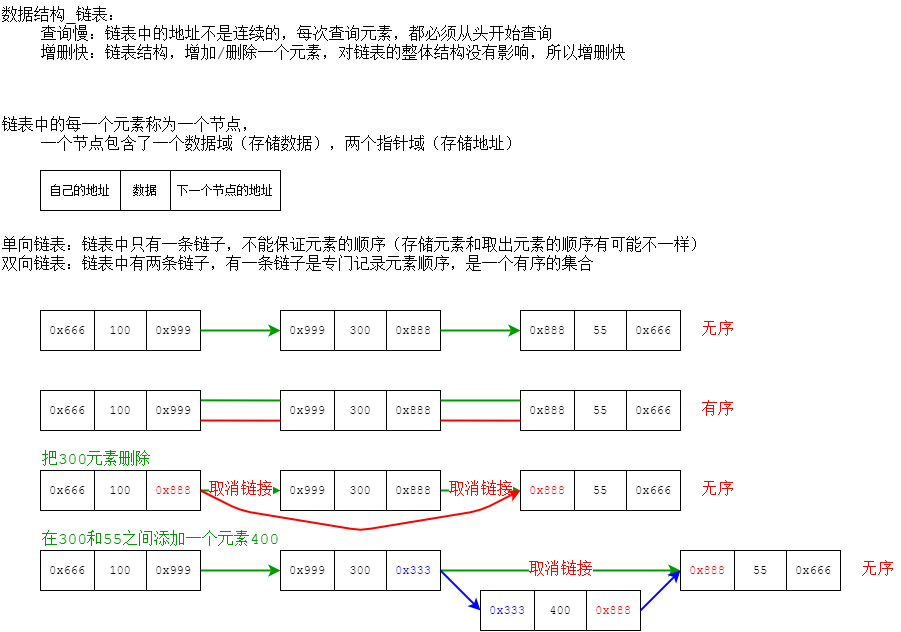 数据结构_链表：
查询慢：链表中的地址不是连续的，每次查询元素，都必须从头开始查询
增删快：链表结构，增加/删除一个元素，对链表的整体结构没有影响，所以增删快
链表中的每一个元素称为一个节点，
一个节点包含了一个数据域（存储数据），两个指针域（存储地址）
自己的地址 数据 下一个节点的地址
单向链表：链表中只有一条链子，不能保证元素的顺序（存储元素和取出元素的顺序有可能不一样）
双向链表：链表中有两条链子，有一条链子是专门记录元素顺序，是一个有序的集合
0x666 100 0x999 0x999 300 0x888 0x888 55 0x666 无序
0x666 100 0x999 0x999 300 0x888 0x888 55 0x666 有序
把300元素删除
0x666 100 0x888 取消链接 0x999 300 0x888 取消链接 0x888 55 0x666 无序
在300和55之间添加一个元素400
0x666 100 0x999 0x999 300 0x333 取消链接 0x888 55 0x666 无序
0x333 400 0x888